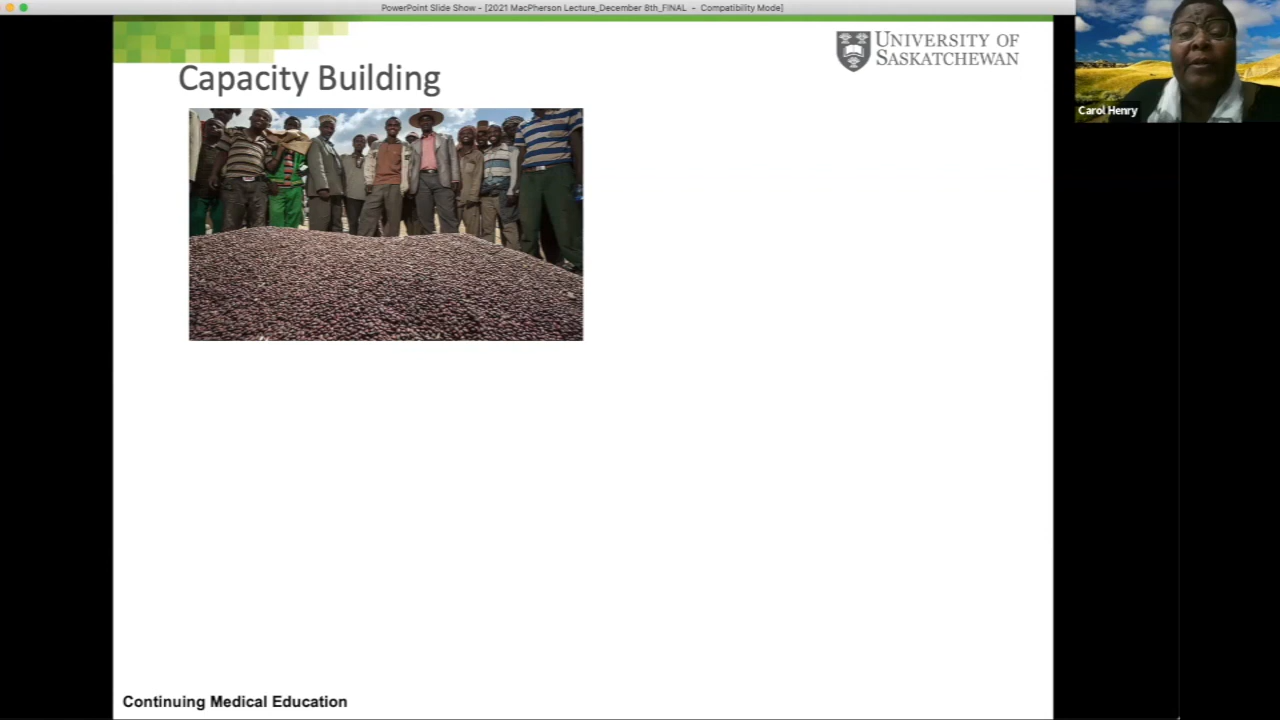 PowerPoint Slide Show - [2021 MacPherson Lecture_December 8th_FINAL - Compatibility Mode]
UNIVERSITY OF
SASKATCHEWAN
Capacity Building
Carol Henry
Continuing Medical Education